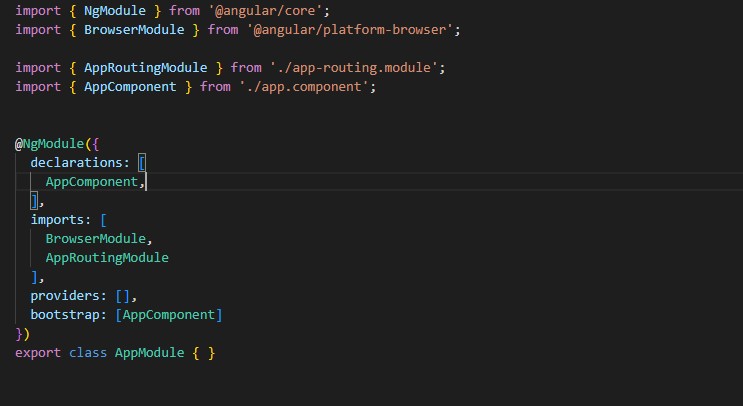 import { NgModule } from '@angular/core';
import { BrowserModule } from '@angular/platform-browser';
import { AppRoutingModule } from './app-routing.module';
import { AppComponent } from './app.component';
@NgModule({
declarations: [
AppComponent,
],
imports: [
BrowserModule,
AppRoutingModule
],
providers: [],
bootstrap: [AppComponent]
})
export class AppModule { }